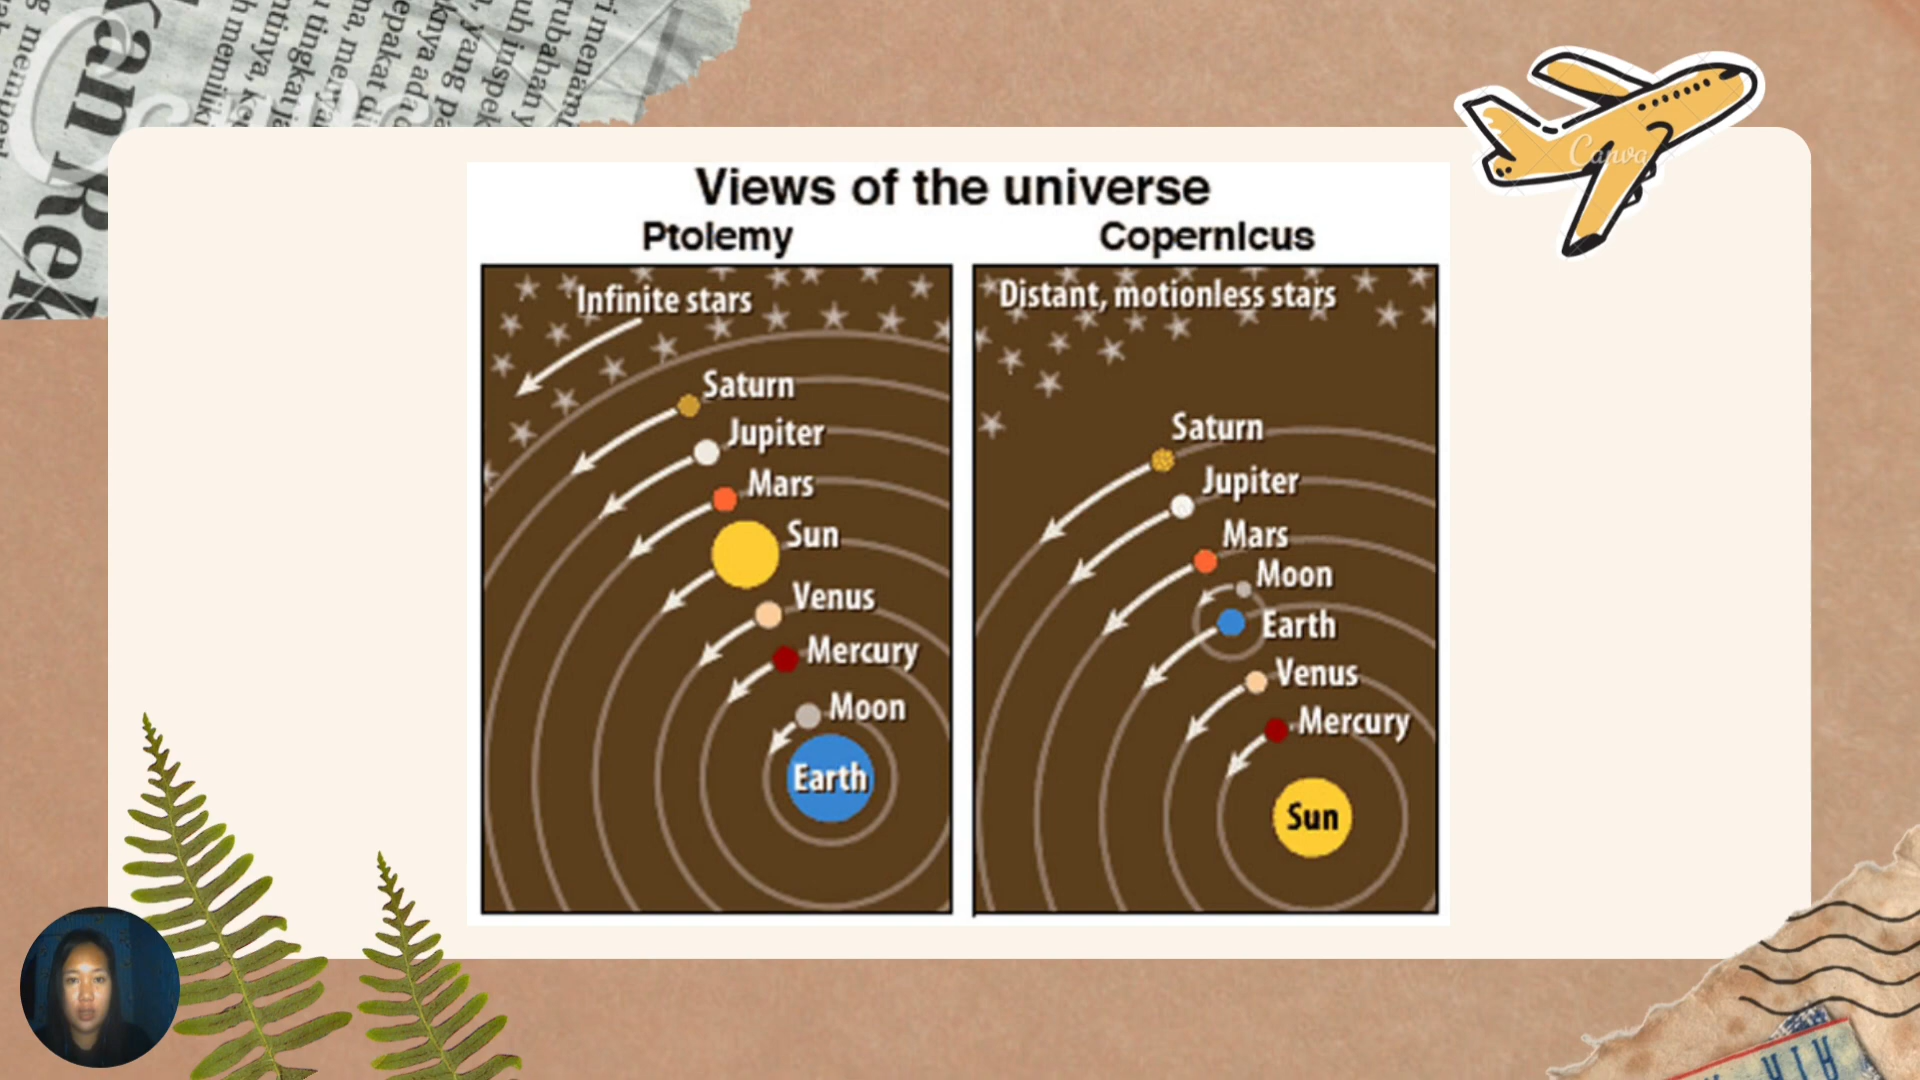 Views of the universe
Ptolemy
Copernicus
Infinite stars
Saturn
Jupiter
Mars
Sun
Venus
Mercury
Moon
Earth
Distant, motionless stars
Saturn
Jupiter
Mars
Moon
Earth
Venus
Mercury
Sun
Canva